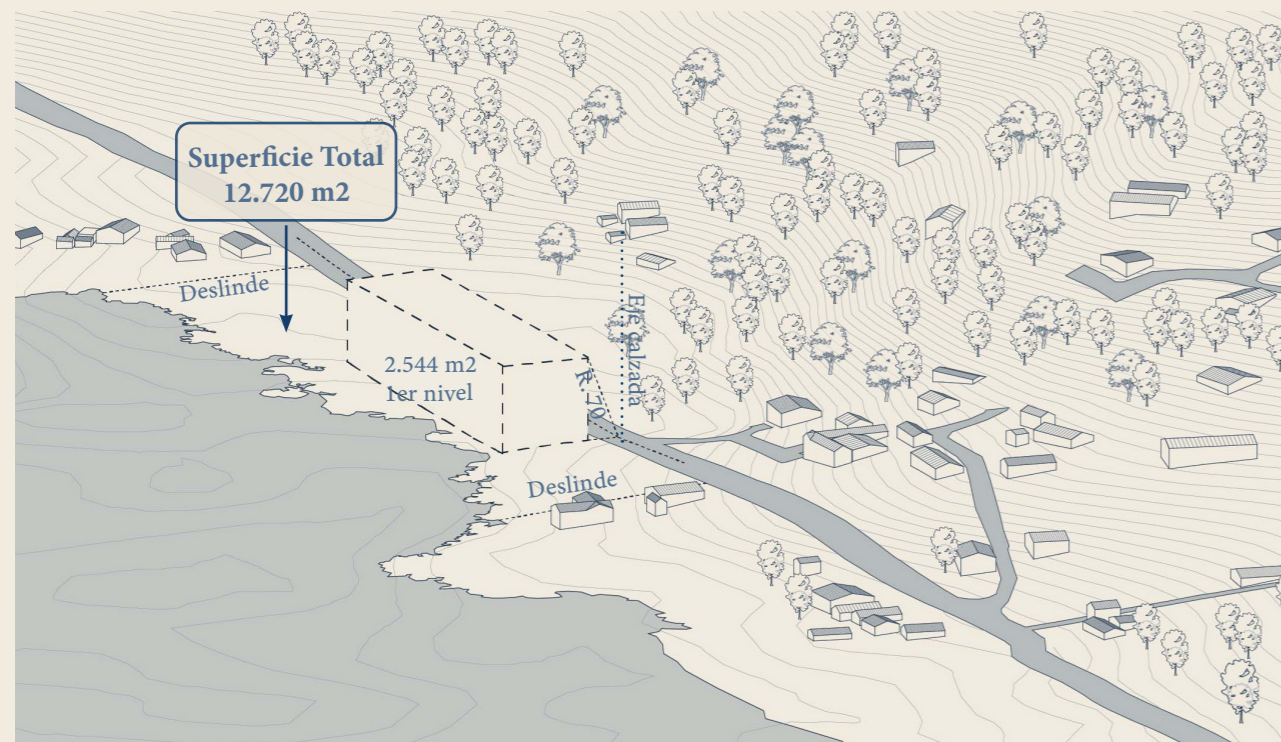 Superficie Total
12.720 m2
Deslinde
Eje calzada
R. 70°
2.544 m2
1er nivel
Deslinde